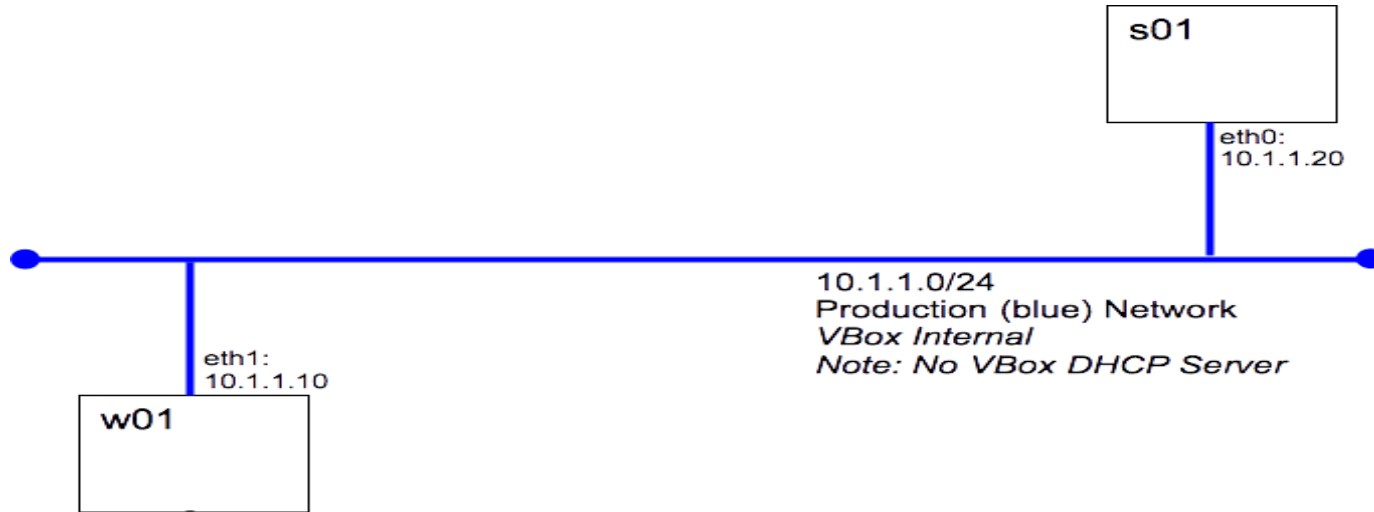 s01
eth0:
10.1.1.20
10.1.1.0/24
Production (blue) Network
VBox Internal
Note: No VBox DHCP Server
eth1:
10.1.1.10
w01